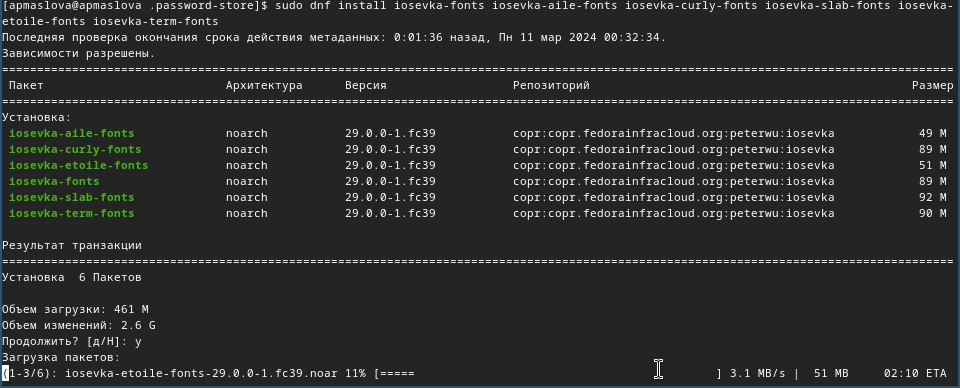 [apmaslova@apmaslova .password-store]$ sudo dnf install iosevka-fonts iosevka-aile-fonts iosevka-curly-fonts iosevka-slab-fonts iosevka-
etoile-fonts iosevka-term-fonts
Последняя проверка окончания срока действия метаданных: 0:01:36 назад, Пн 11 мар 2024 00:32:34.
Зависимости разрешены.
================================================================================
Пакет Архитектура Версия Репозиторий Размер
================================================================================
Установка:
iosevka-aile-fonts noarch 29.0.0-1.fc39 copr:copr.fedorainfracloud.org:peterwu:iosevka 49 M
iosevka-curly-fonts noarch 29.0.0-1.fc39 copr:copr.fedorainfracloud.org:peterwu:iosevka 89 M
iosevka-etoile-fonts noarch 29.0.0-1.fc39 copr:copr.fedorainfracloud.org:peterwu:iosevka 51 M
iosevka-fonts noarch 29.0.0-1.fc39 copr:copr.fedorainfracloud.org:peterwu:iosevka 89 M
iosevka-slab-fonts noarch 29.0.0-1.fc39 copr:copr.fedorainfracloud.org:peterwu:iosevka 92 M
iosevka-term-fonts noarch 29.0.0-1.fc39 copr:copr.fedorainfracloud.org:peterwu:iosevka 90 M
Результат транзакции
================================================================================
Установка 6 Пакетов
Объем загрузки: 461 M
Объем изменений: 2.6 G
Продолжить? [д/Н]: y
Загрузка пакетов:
(1-3/6): iosevka-etoile-fonts-29.0.0-1.fc39.noar 11% [===== ] 3.1 MB/s | 51 MB 02:10 ETA